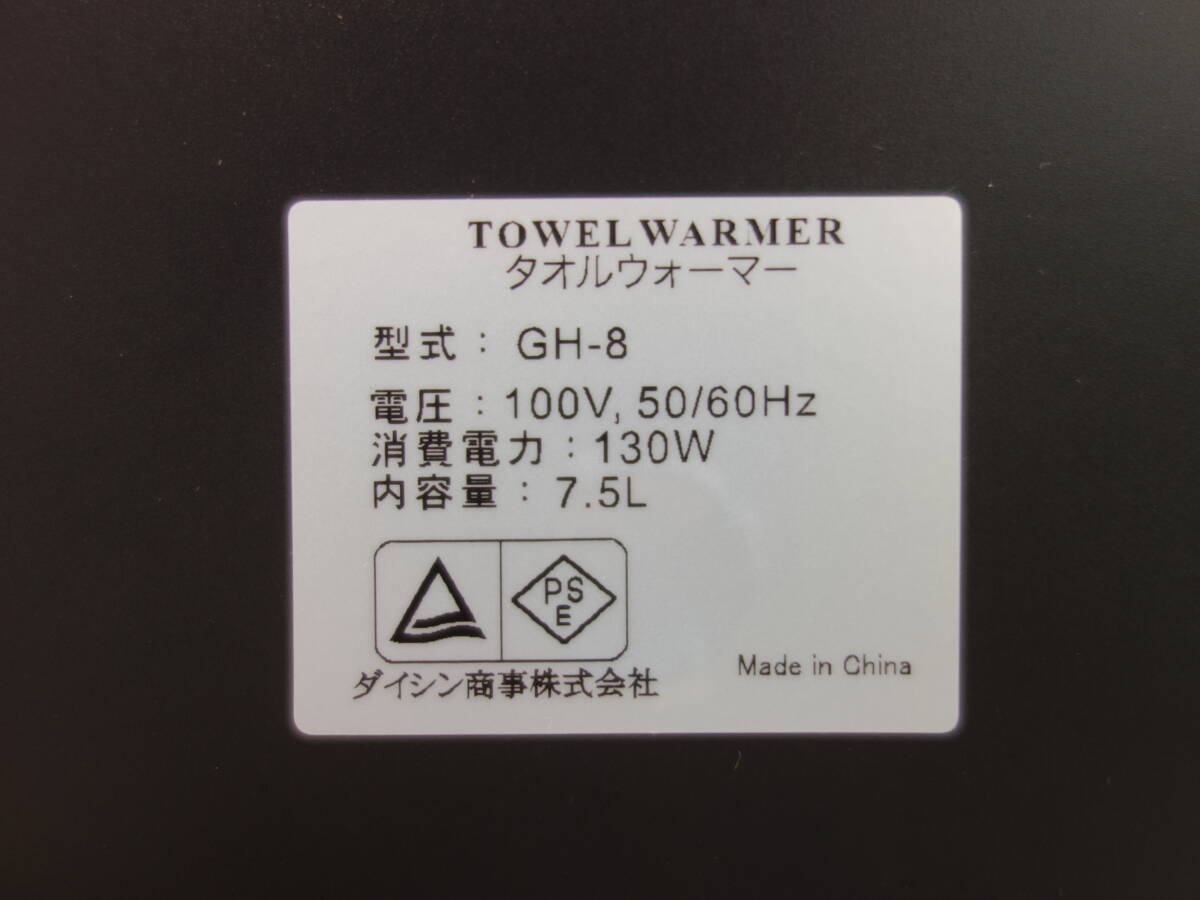 TOWEL WARMER
タオルウォーマー
型式： GH-8
電圧：100V, 50/60Hz
消費電力：130W
内容量： 7.5L
PS
E
ダイシン商事株式会社
Made in China